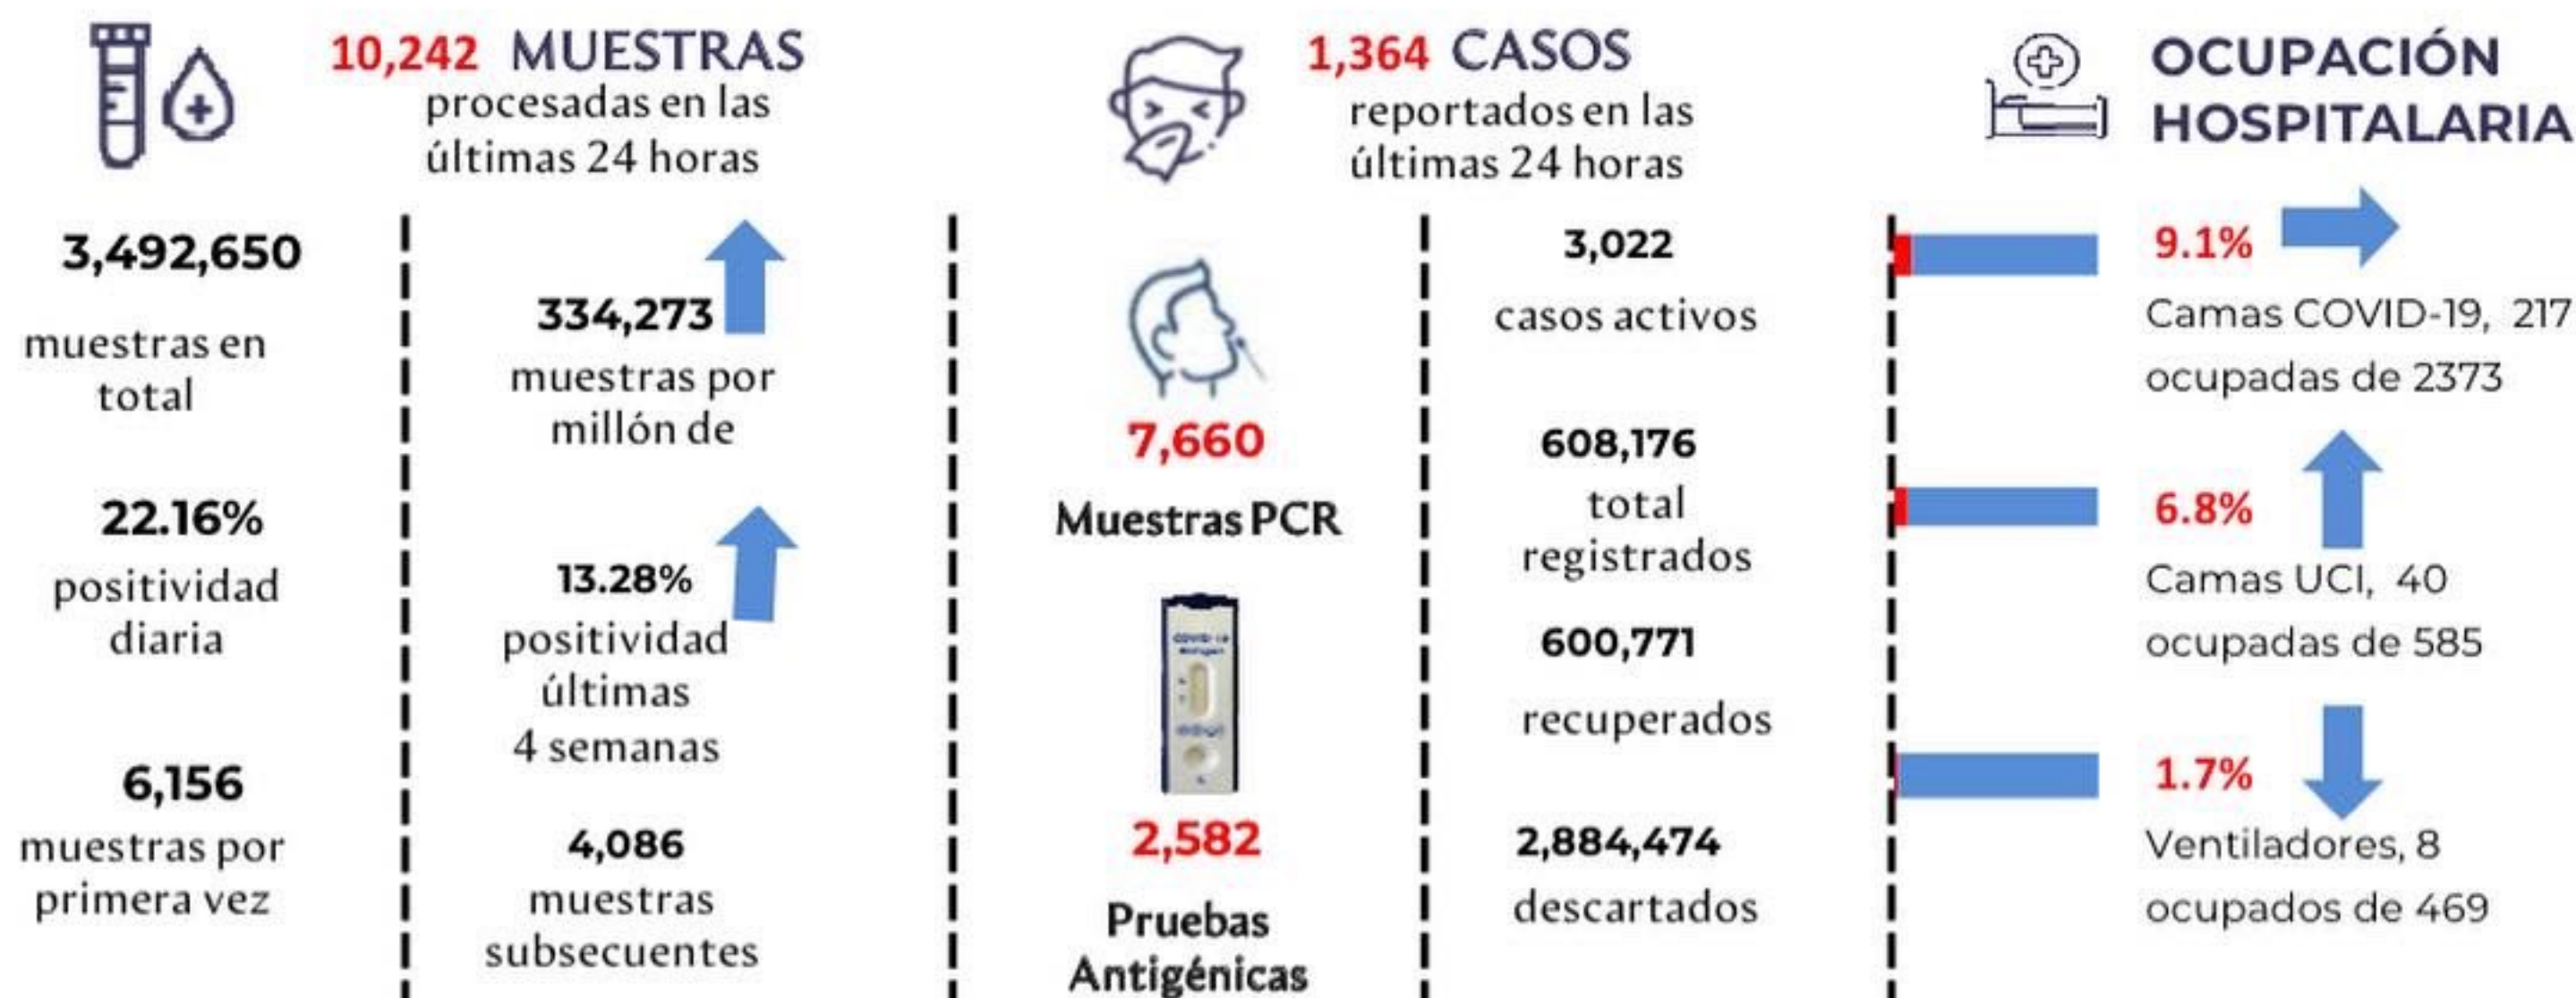 10,242 MUESTRAS
procesadas en las
últimas 24 horas
3,492,650
muestras en
total
22.16%
positividad
diaria
6,156
muestras por
primera vez
334,273
muestras por
millón de
13.28%
positividad
últimas
4 semanas
4,086
muestras
subsecuentes
1,364 CASOS
reportados en las
últimas 24 horas
7,660
Muestras PCR
COVID-19
Antigen
2,582
Pruebas
Antigénicas
3,022
casos activos
608,176
total
registrados
600,771
recuperados
2,884,474
descartados
OCUPACIÓN
HOSPITALARIA
9.1%
Camas COVID-19, 217
ocupadas de 2373
6.8%
Camas UCI, 40
ocupadas de 585
1.7%
Ventiladores, 8
ocupados de 469